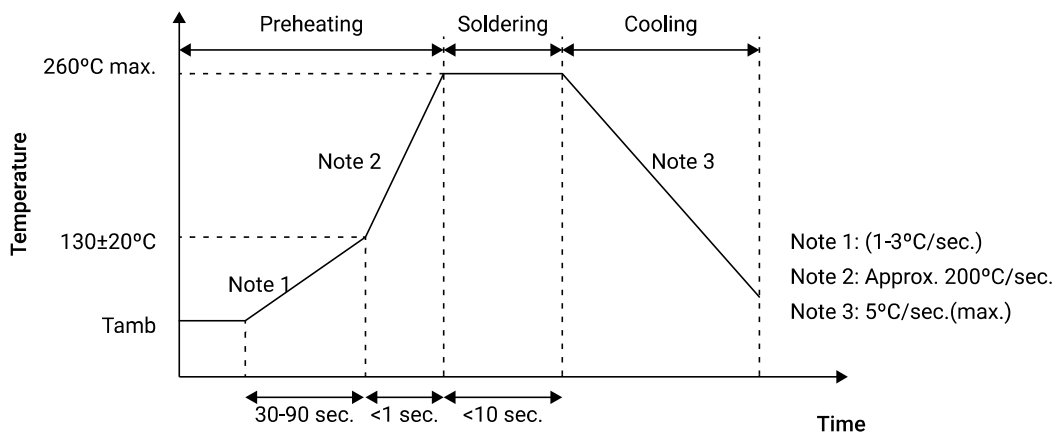 Preheating
Soldering
Cooling
260ºC max.
Note 2
Note 3
Temperature
130±20ºC
Note 1: (1-3ºC/sec.)
Note 1
Note 2: Approx. 200ºC/sec.
Note 3: 5ºC/sec.(max.)
Tamb
30-90 sec.
<1 sec.
<10 sec.
Time